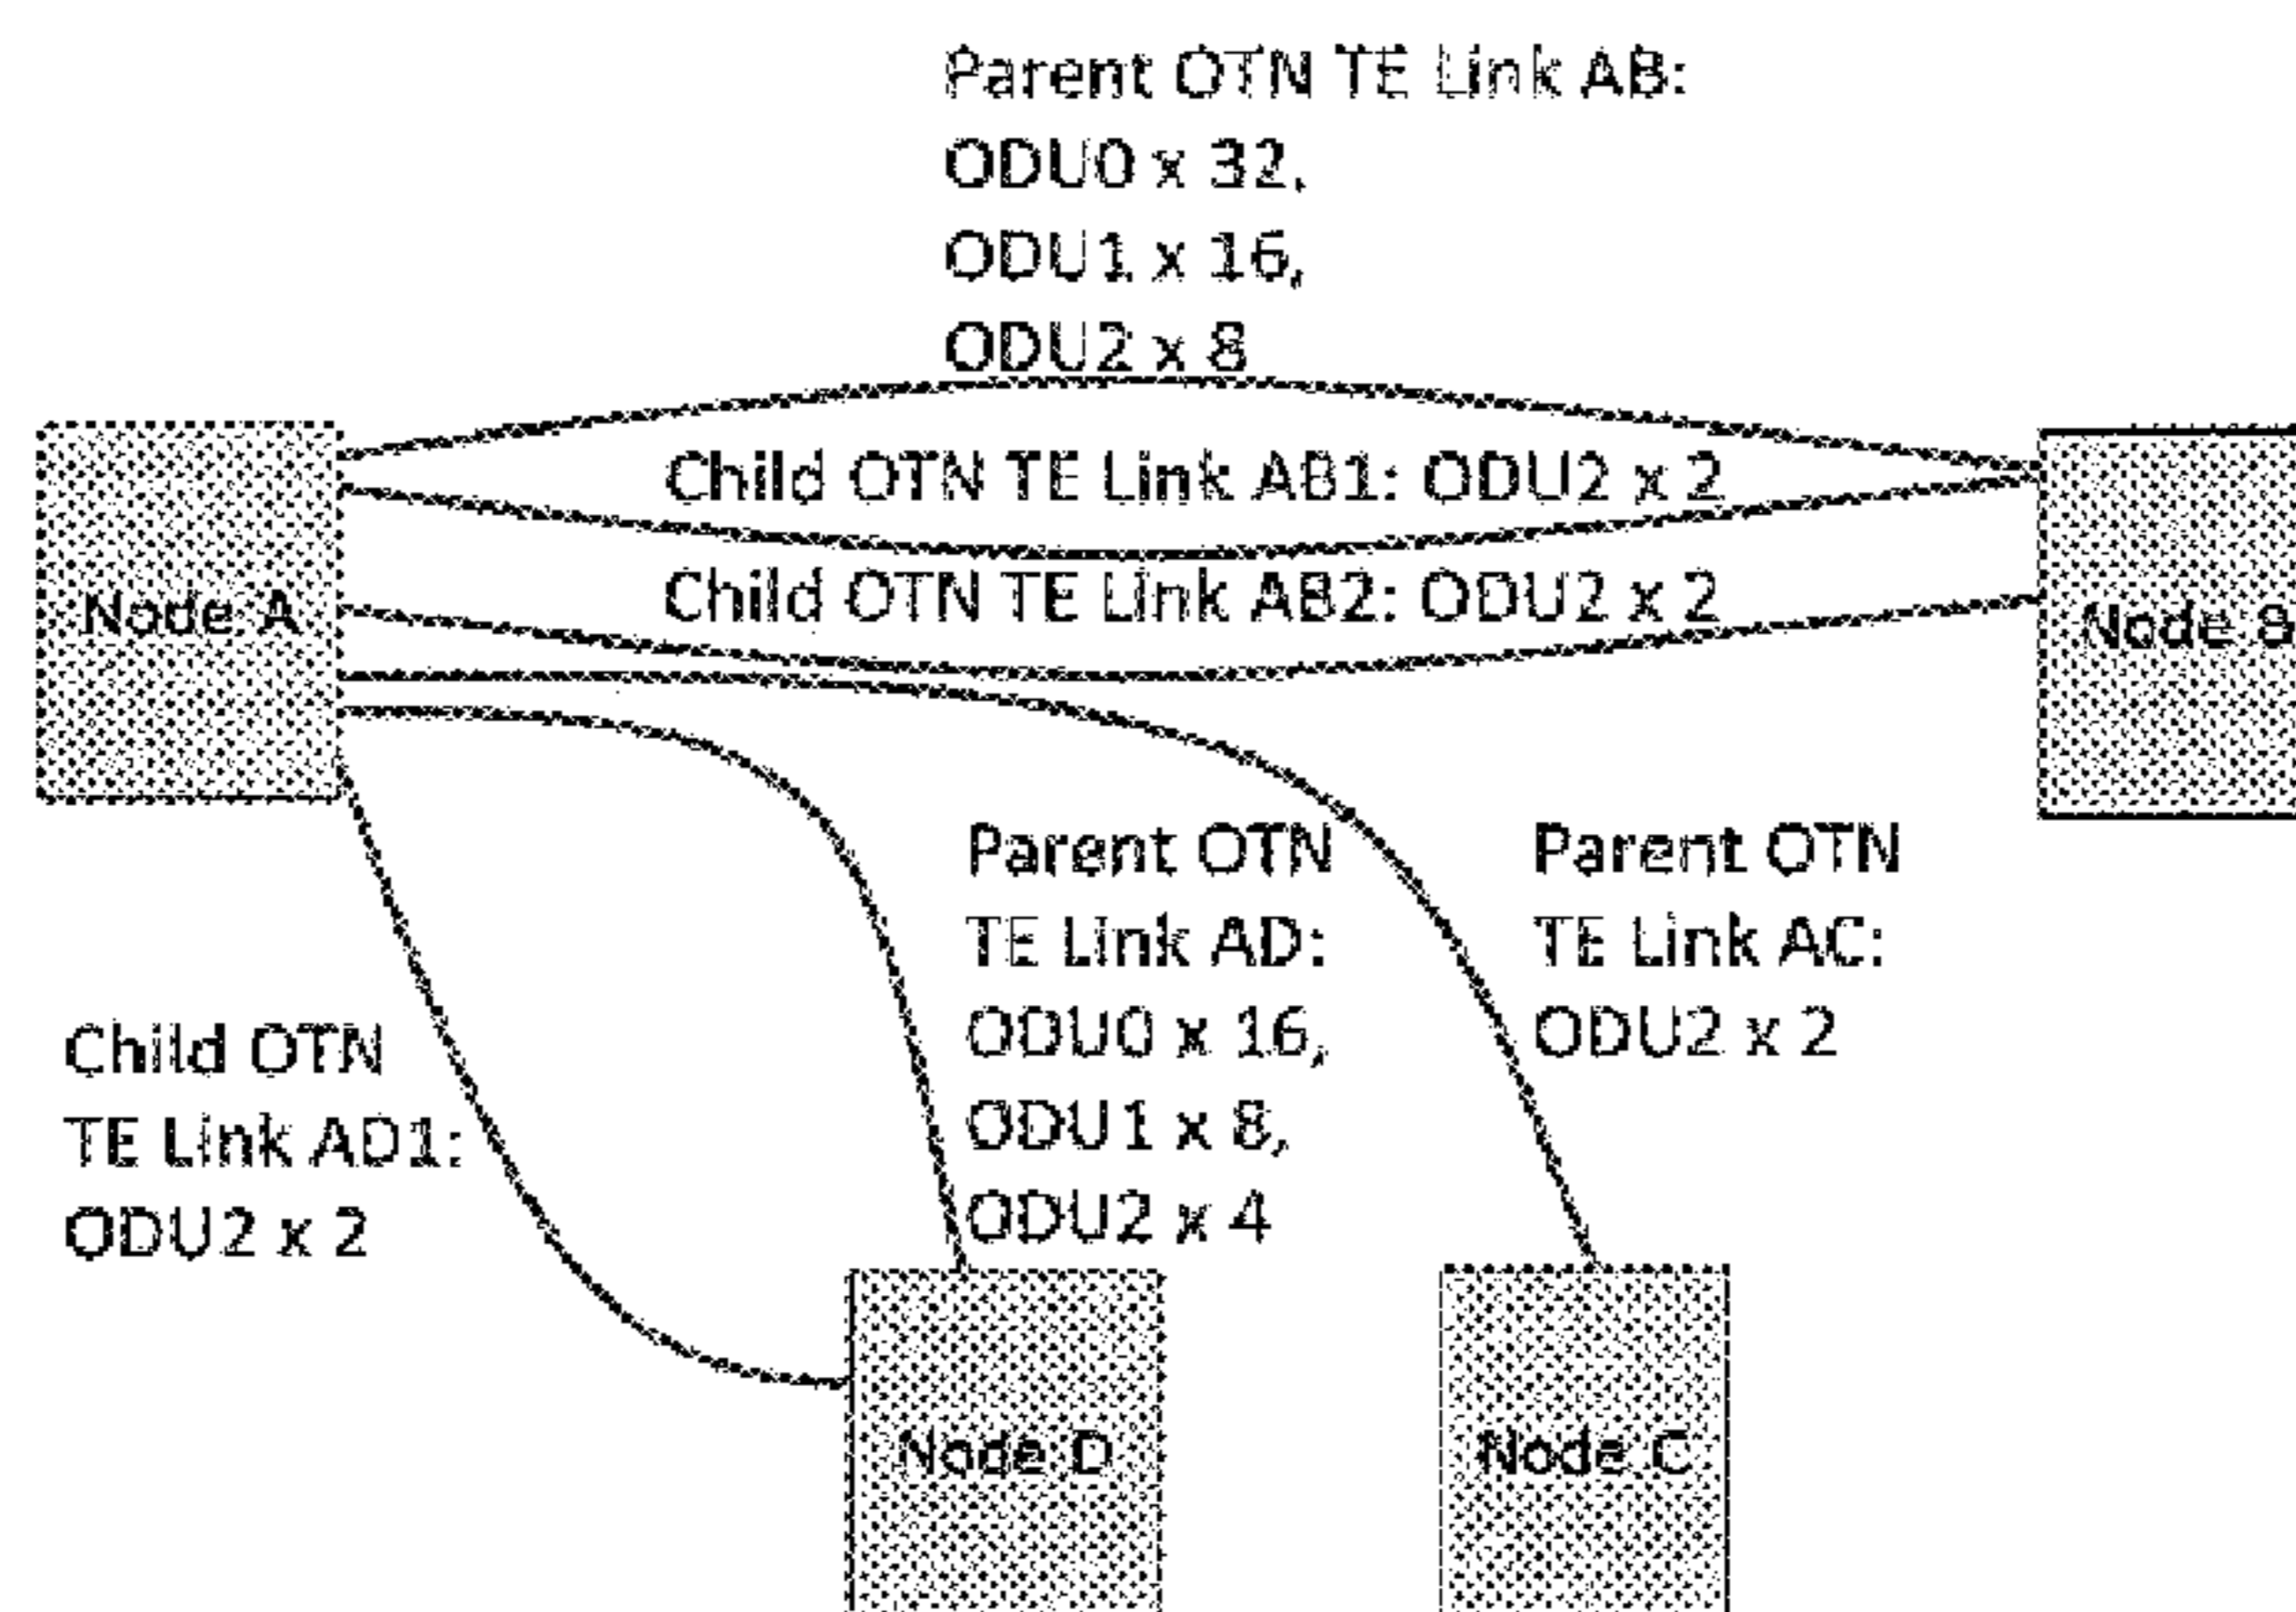 Parent OTN TE Link AB:
ODU0 x 32,
ODU1 x 16,
ODU2 x 8
Child OTN TE Link AB1: ODU2 x 2
Child OTN TE Link AB2: ODU2 x 2
Node A
Node B
Parent OTN
TE Link AD:
ODU0 x 16,
ODU1 x 8,
ODU2 x 4
Parent OTN
TE Link AC:
ODU2 x 2
Child OTN
TE Link AD1:
ODU2 x 2
Node D
Node C